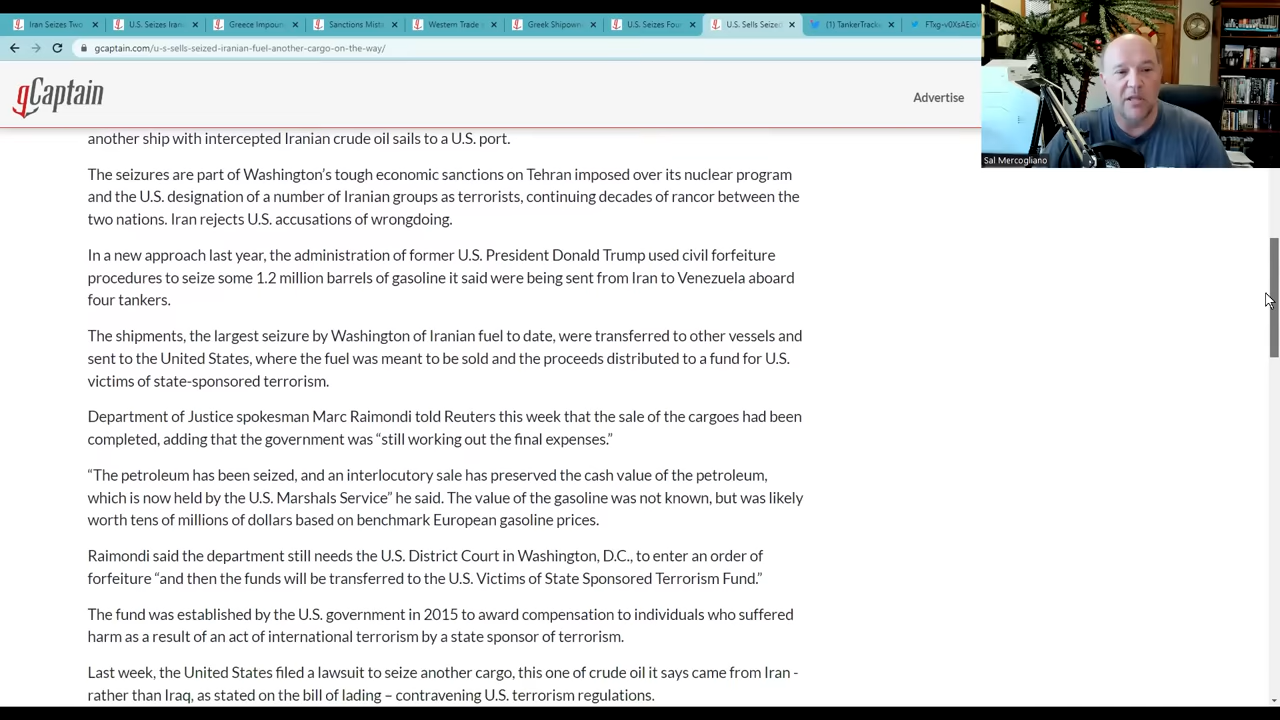 Iran Seizes Two
U.S. Seizes Iran
Greece Impoun
Sanctions Mista
Western Trade
Greek Shipown
U.S. Seizes Four
U.S. Sells Seized
(1) TankerTrack
FTxg-v0XsAEio
gcaptain.com/u-s-sells-seized-iranian-fuel-another-cargo-on-the-way/
gCaptain
Advertise
Sal Mercogliano
another ship with intercepted Iranian crude oil sails to a U.S. port.
The seizures are part of Washington’s tough economic sanctions on Tehran imposed over its nuclear program
and the U.S. designation of a number of Iranian groups as terrorists, continuing decades of rancor between the
two nations. Iran rejects U.S. accusations of wrongdoing.
In a new approach last year, the administration of former U.S. President Donald Trump used civil forfeiture
procedures to seize some 1.2 million barrels of gasoline it said were being sent from Iran to Venezuela aboard
four tankers.
The shipments, the largest seizure by Washington of Iranian fuel to date, were transferred to other vessels and
sent to the United States, where the fuel was meant to be sold and the proceeds distributed to a fund for U.S.
victims of state-sponsored terrorism.
Department of Justice spokesman Marc Raimondi told Reuters this week that the sale of the cargoes had been
completed, adding that the government was “still working out the final expenses.”
“The petroleum has been seized, and an interlocutory sale has preserved the cash value of the petroleum,
which is now held by the U.S. Marshals Service” he said. The value of the gasoline was not known, but was likely
worth tens of millions of dollars based on benchmark European gasoline prices.
Raimondi said the department still needs the U.S. District Court in Washington, D.C., to enter an order of
forfeiture “and then the funds will be transferred to the U.S. Victims of State Sponsored Terrorism Fund.”
The fund was established by the U.S. government in 2015 to award compensation to individuals who suffered
harm as a result of an act of international terrorism by a state sponsor of terrorism.
Last week, the United States filed a lawsuit to seize another cargo, this one of crude oil it says came from Iran -
rather than Iraq, as stated on the bill of lading – contravening U.S. terrorism regulations.